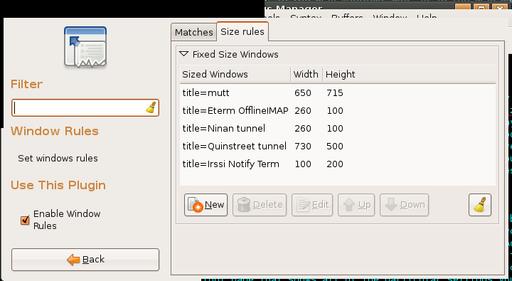 s Manager
ols Syntax Buffers Window Help
Filter
Window Rules
Set windows rules
Use This Plugin
Enable Window
Rules
Back
Matches
Size rules
Fixed Size Windows
Sized Windows Width Height
title=mutt 650 715
title=Eterm OfflineIMAP 260 100
title=Ninan tunnel 260 100
title=Quinstreet tunnel 730 500
title=Irssi Notify Term 100 200
New Delete Edit Up Down